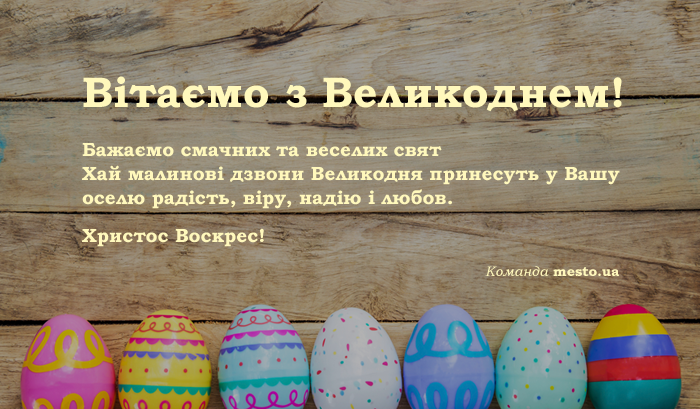 Вітаємо з Великоднем!
Бажаємо смачних та веселих свят
Хай малинові дзвони Великодня принесуть у Вашу
оселю радість, віру, надію і любов.
Христос Воскрес!
Команда mesto.ua